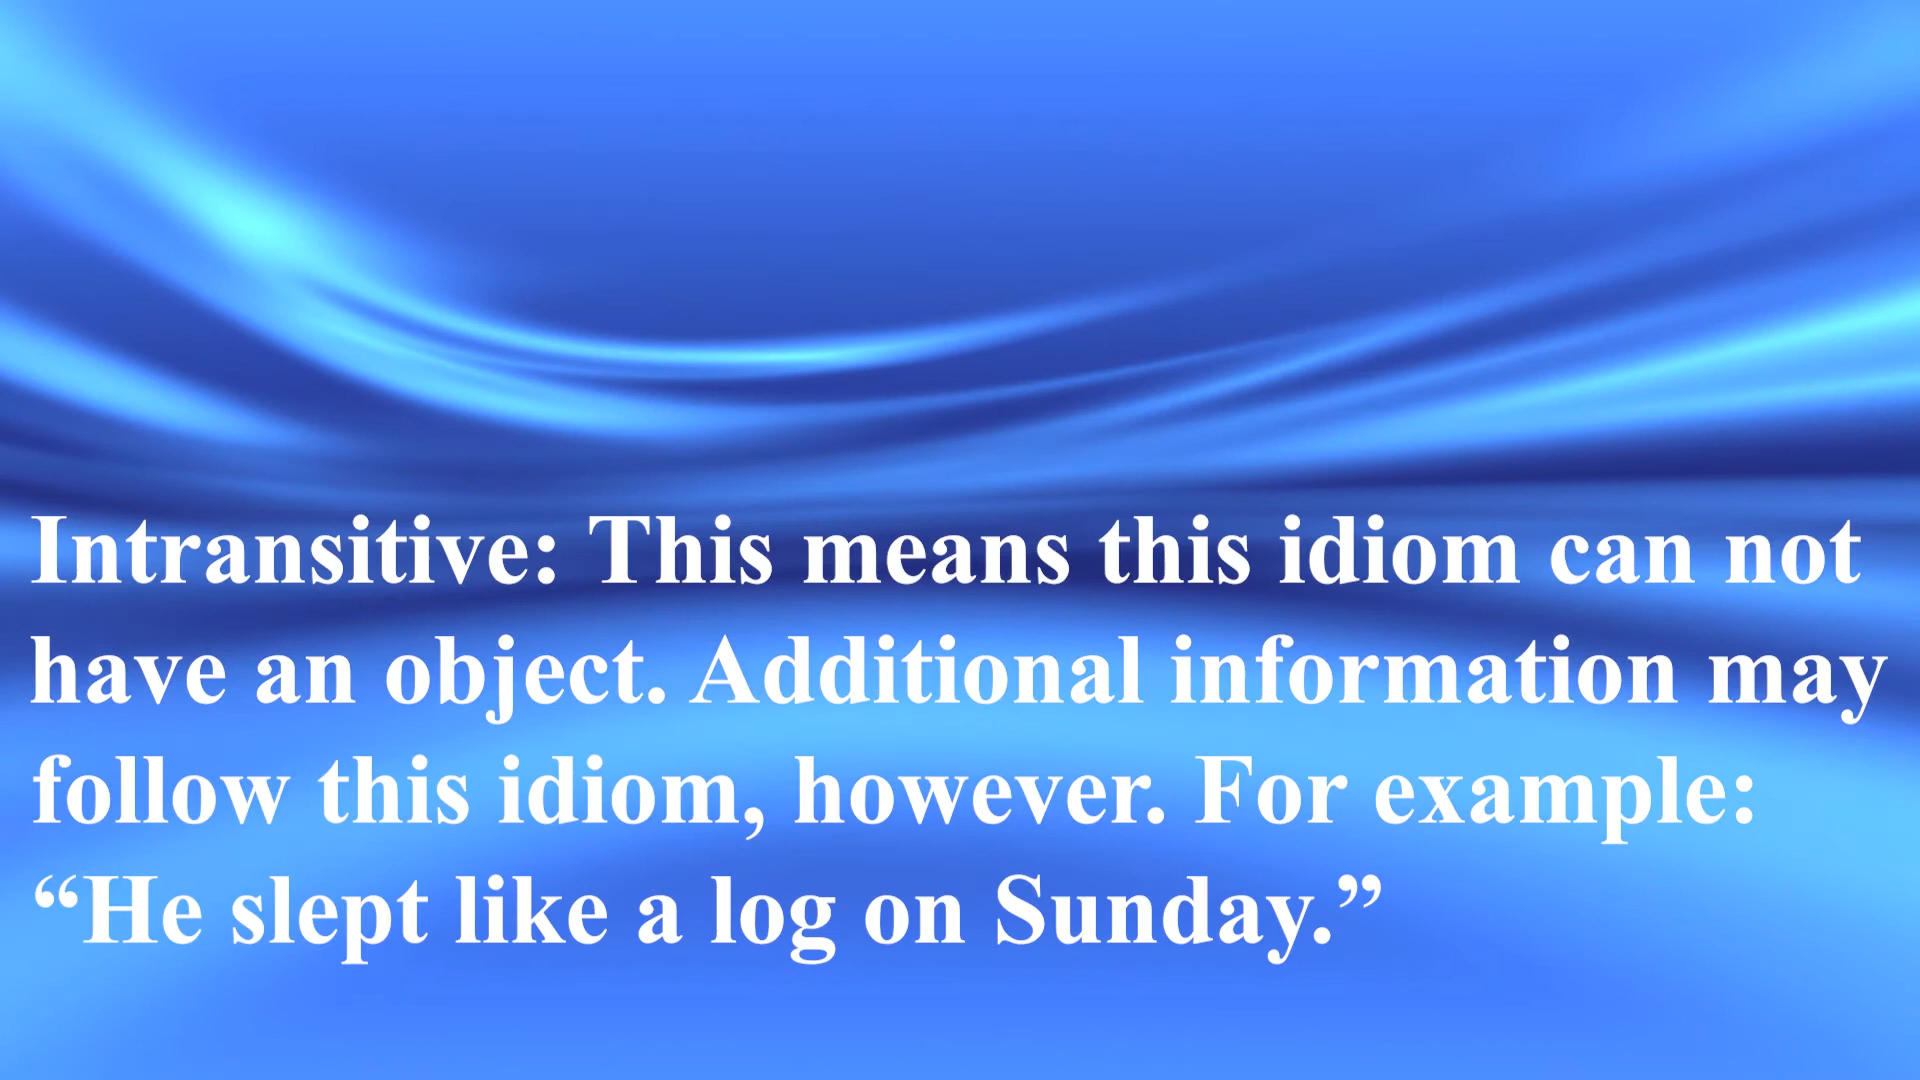 Intransitive: This means this idiom can not
have an object. Additional information may
follow this idiom, however. For example:
“He slept like a log on Sunday.”